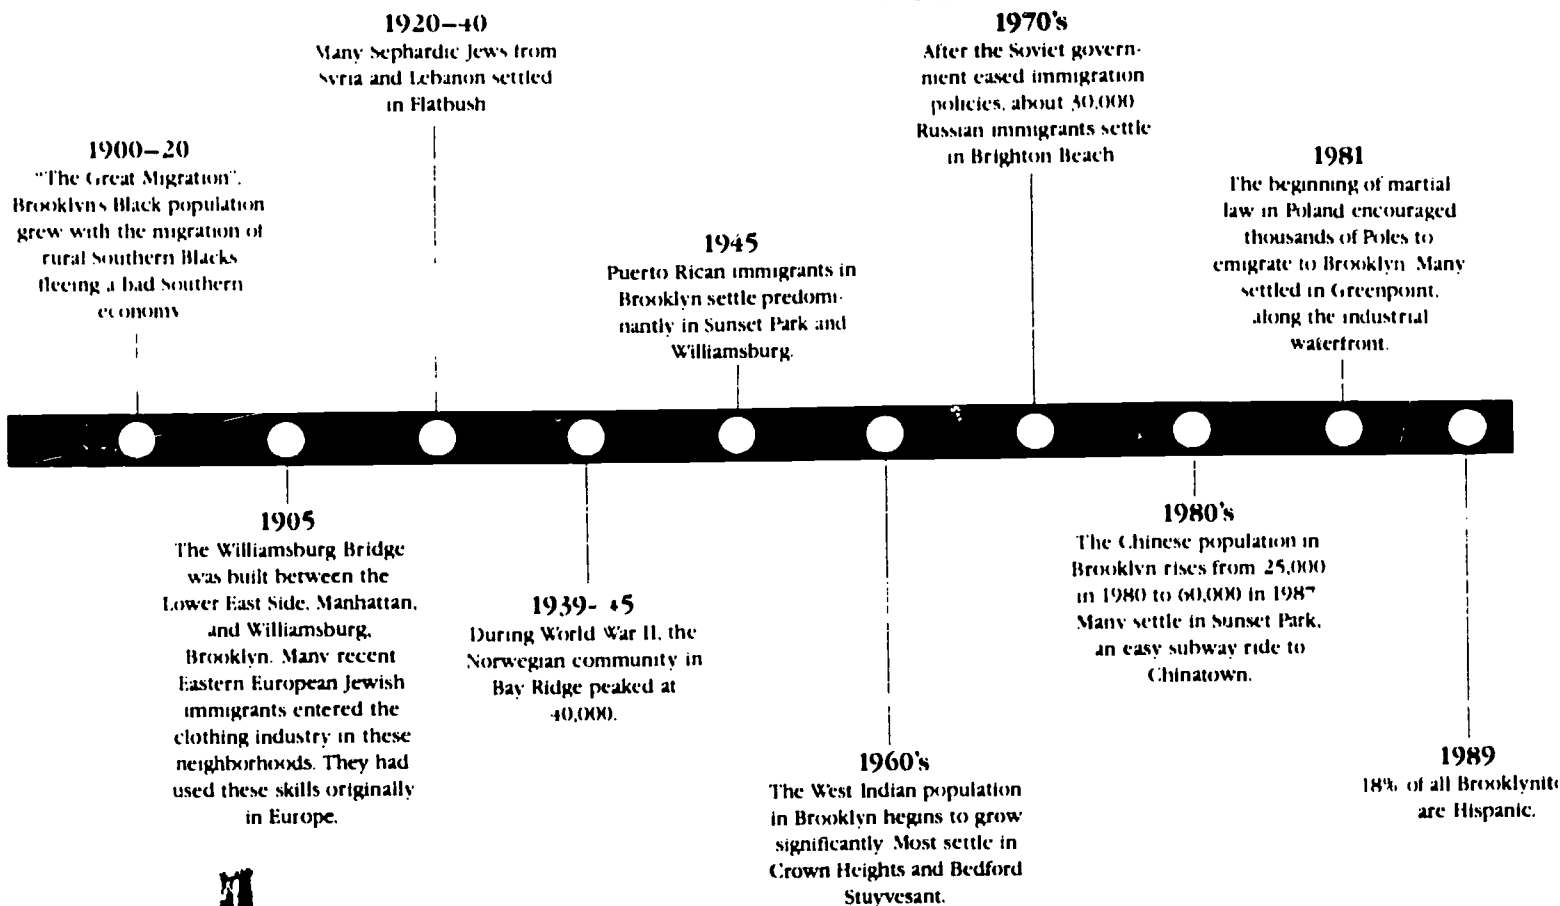 1900–20
"The Great Migration".
Brooklyn's Black population
grew with the migration of
rural Southern Blacks
fleeing a bad Southern
economy
1905
The Williamsburg Bridge
was built between the
Lower East Side, Manhattan,
and Williamsburg,
Brooklyn. Many recent
Eastern European Jewish
immigrants entered the
clothing industry in these
neighborhoods. They had
used these skills originally
in Europe.
1920–40
Many Sephardic Jews from
Syria and Lebanon settled
in Flatbush
1939-45
During World War II, the
Norwegian community in
Bay Ridge peaked at
40,000.
1945
Puerto Rican immigrants in
Brooklyn settle predomi-
nantly in Sunset Park and
Williamsburg.
1960's
The West Indian population
in Brooklyn begins to grow
significantly Most settle in
Crown Heights and Bedford
Stuyvesant.
1970's
After the Soviet govern-
ment eased immigration
policies, about 30,000
Russian immigrants settle
in Brighton Beach
1980's
The Chinese population in
Brooklyn rises from 25,000
in 1980 to 60,000 in 1987
Many settle in Sunset Park,
an easy subway ride to
Chinatown.
1981
The beginning of martial
law in Poland encouraged
thousands of Poles to
emigrate to Brooklyn Many
settled in Greenpoint,
along the industrial
waterfront.
1989
18% of all Brooklynite
are Hispanic.